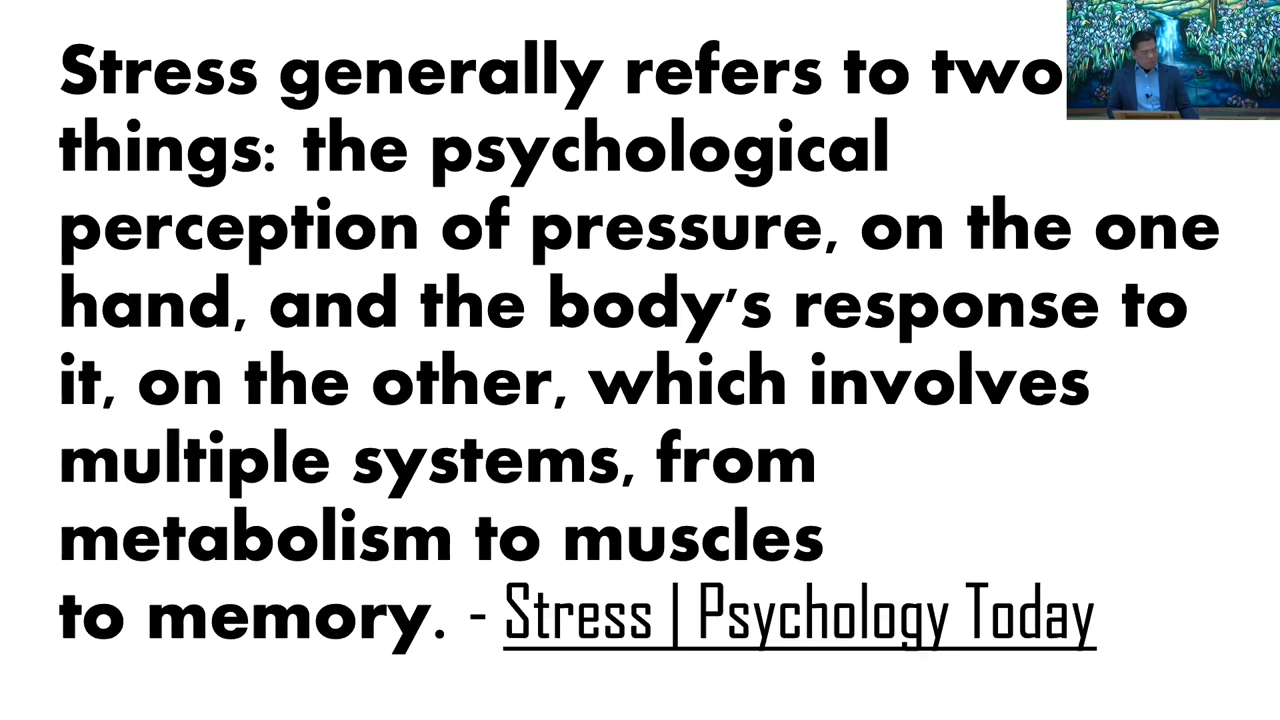 Stress generally refers to two
things: the psychological
perception of pressure, on the one
hand, and the body's response to
it, on the other, which involves
multiple systems, from
metabolism to muscles
to memory. - Stress | Psychology Today